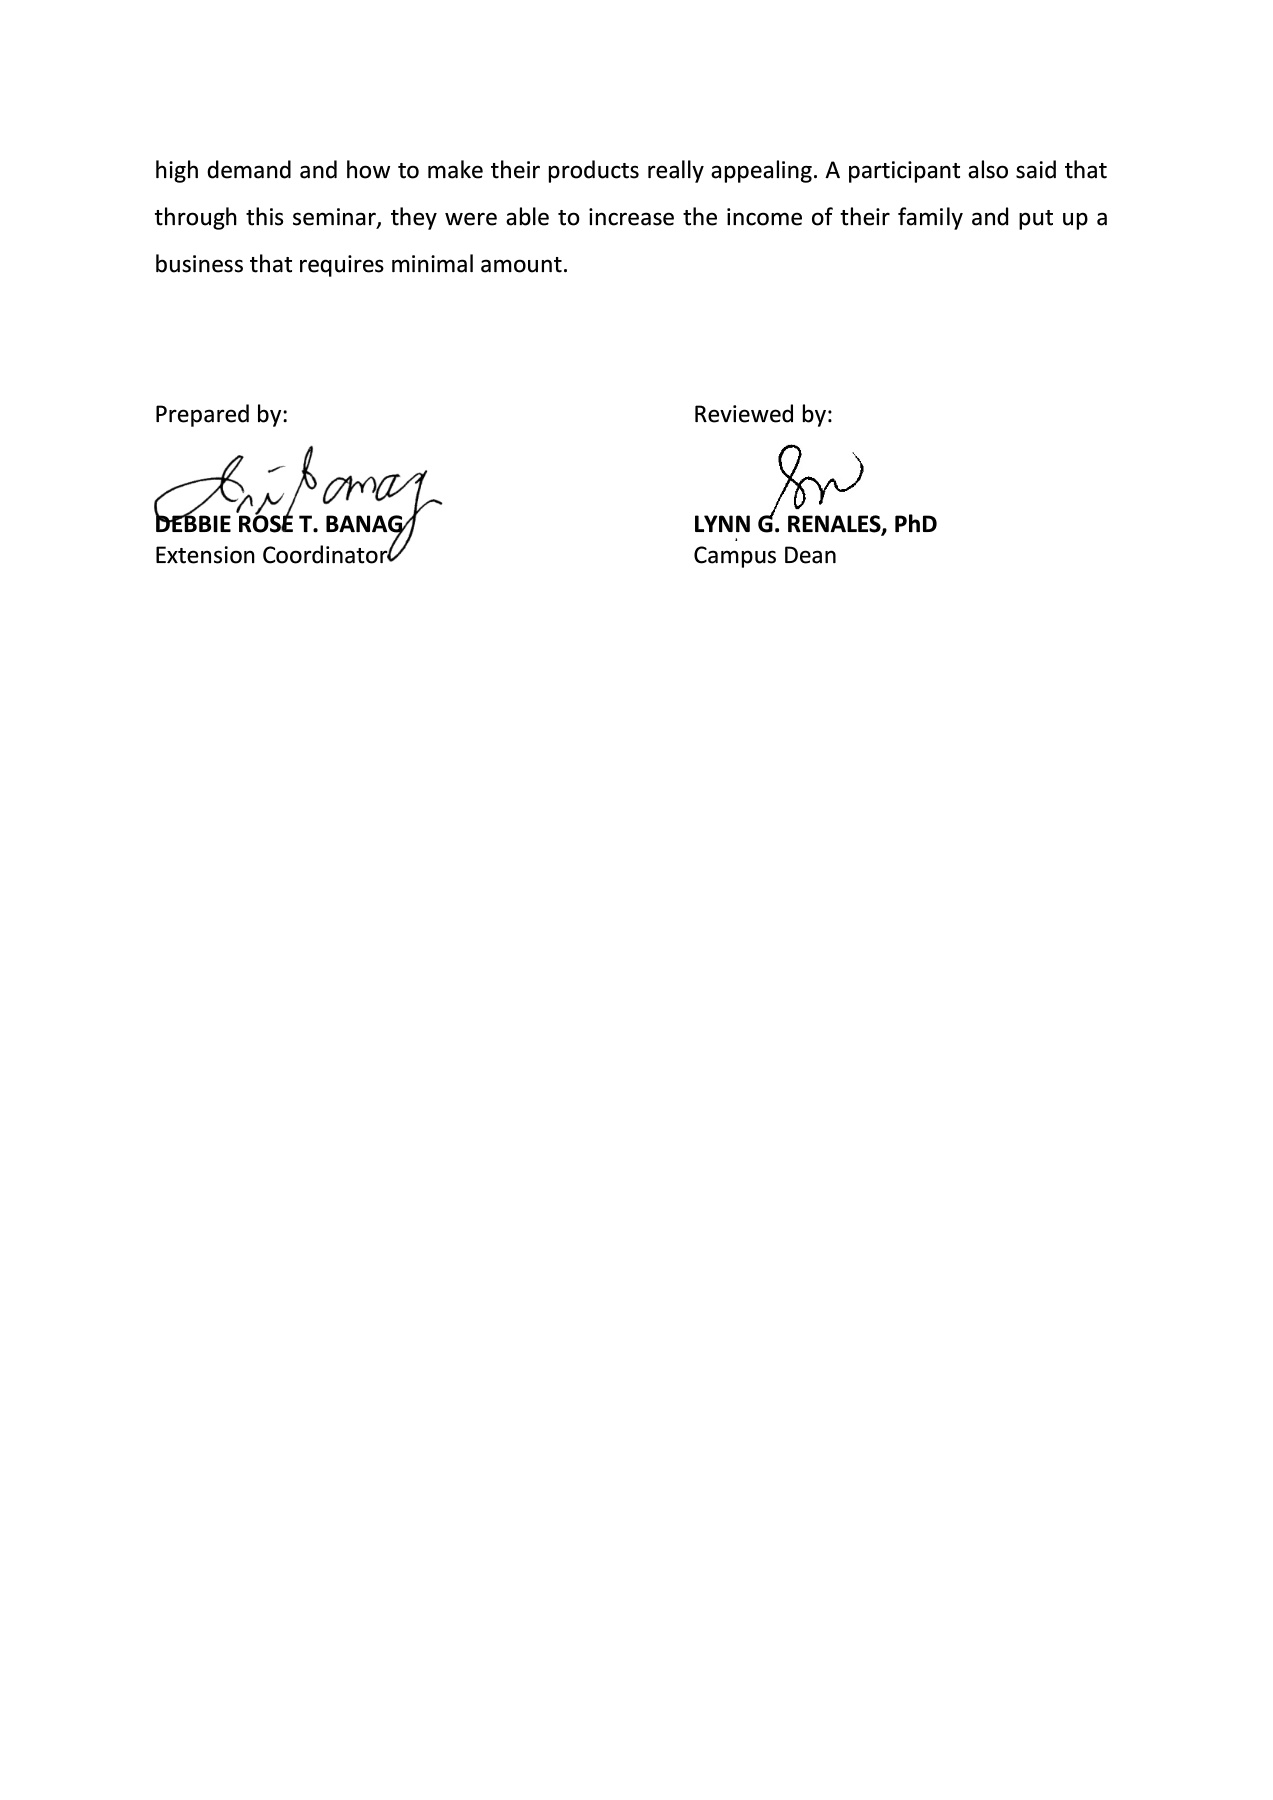 high demand and how to make their products really appealing. A participant also said that
through this seminar, they were able to increase the income of their family and put up a
business that requires minimal amount.
Prepared by:
Reviewed by:
DEBBIE ROSE T. BANAG
LYNN G. RENALES, PhD
Extension Coordinator
Campus Dean